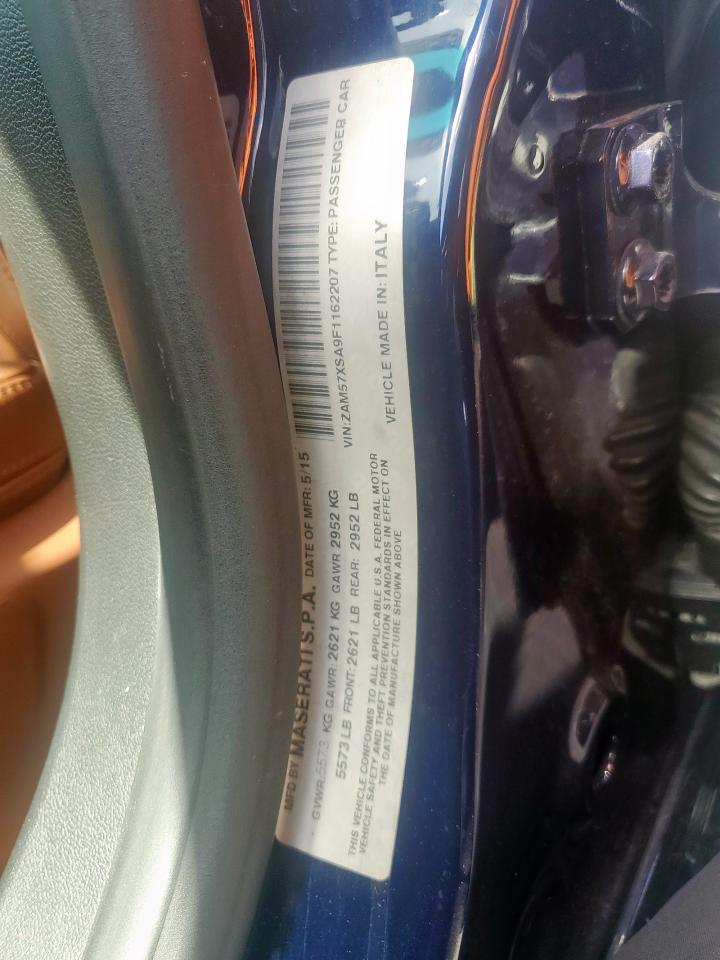 MFD BY MASERATI S.P.A. DATE OF MFR: 5/15
GVWR:5573 KG GAWR: 2621 KG GAWR 2952 KG
5573 LB FRONT: 2621 LB REAR: 2952 LB
THIS VEHICLE CONFORMS TO ALL APPLICABLE U.S.A. FEDERAL MOTOR
VEHICLE SAFETY AND THEFT PREVENTION STANDARDS IN EFFECT ON
THE DATE OF MANUFACTURE SHOWN ABOVE
VIN:ZAM57XSA9F1162207 TYPE: PASSENGER CAR
VEHICLE MADE IN: ITALY